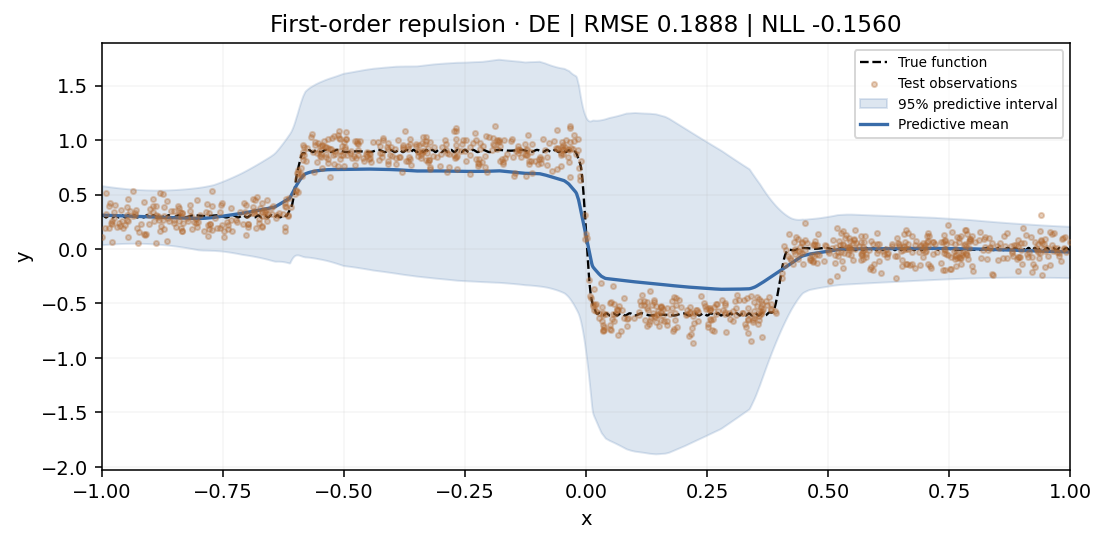 First-order repulsion · DE | RMSE 0.1888 | NLL -0.1560
True function
Test observations
95% predictive interval
Predictive mean
1.5
1.0
0.5
0.0
−0.5
−1.0
−1.5
−2.0
y
−1.00
−0.75
−0.50
−0.25
0.00
0.25
0.50
0.75
1.00
x